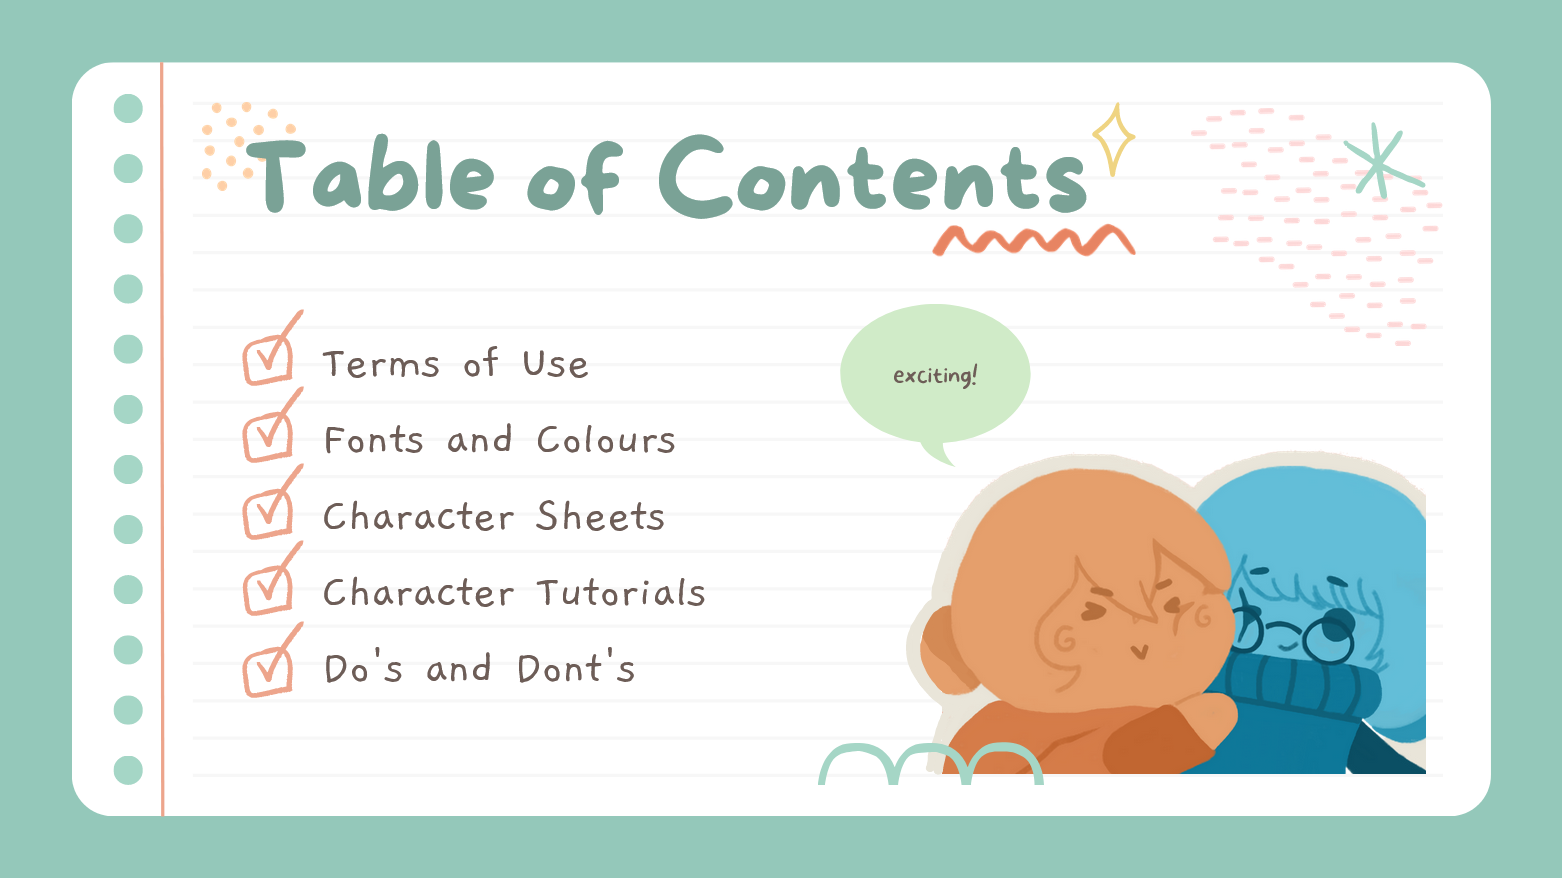 Table of Contents
Terms of Use
Fonts and Colours
Character Sheets
Character Tutorials
Do's and Dont's
exciting!